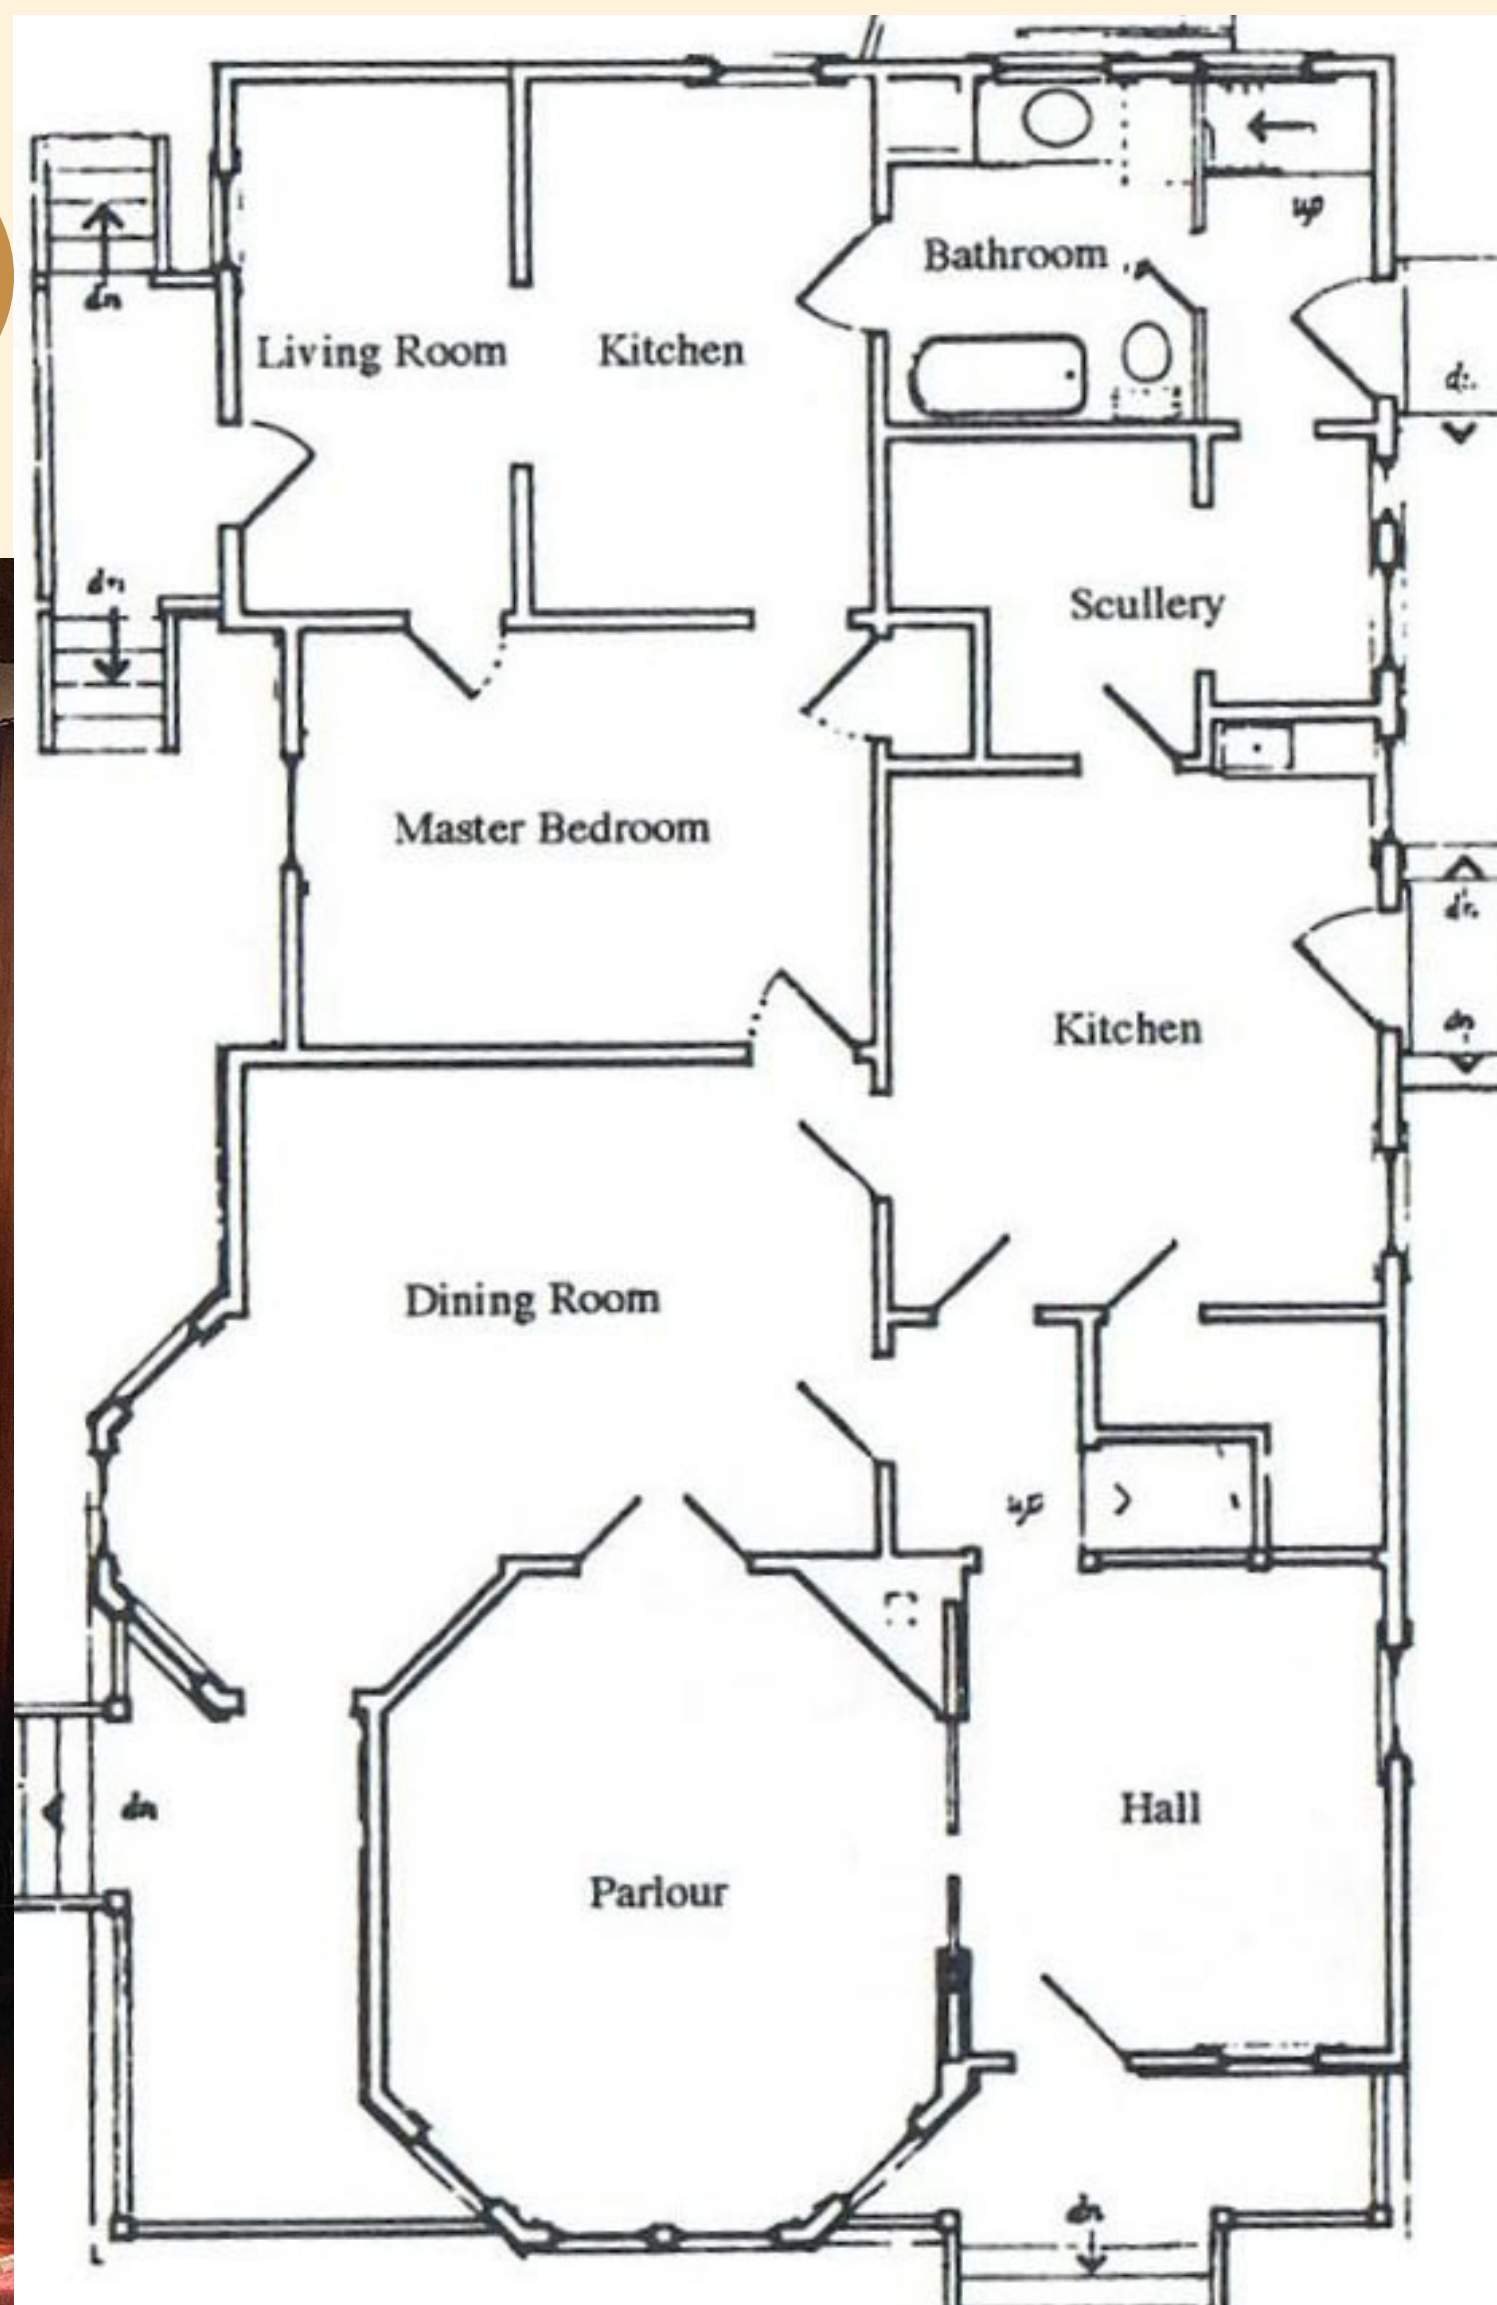 up
Bathroom
dn
Living Room
Kitchen
dn
Scullery
Master Bedroom
dn
Kitchen
dn
Dining Room
up
dn
Hall
Parlour
dn